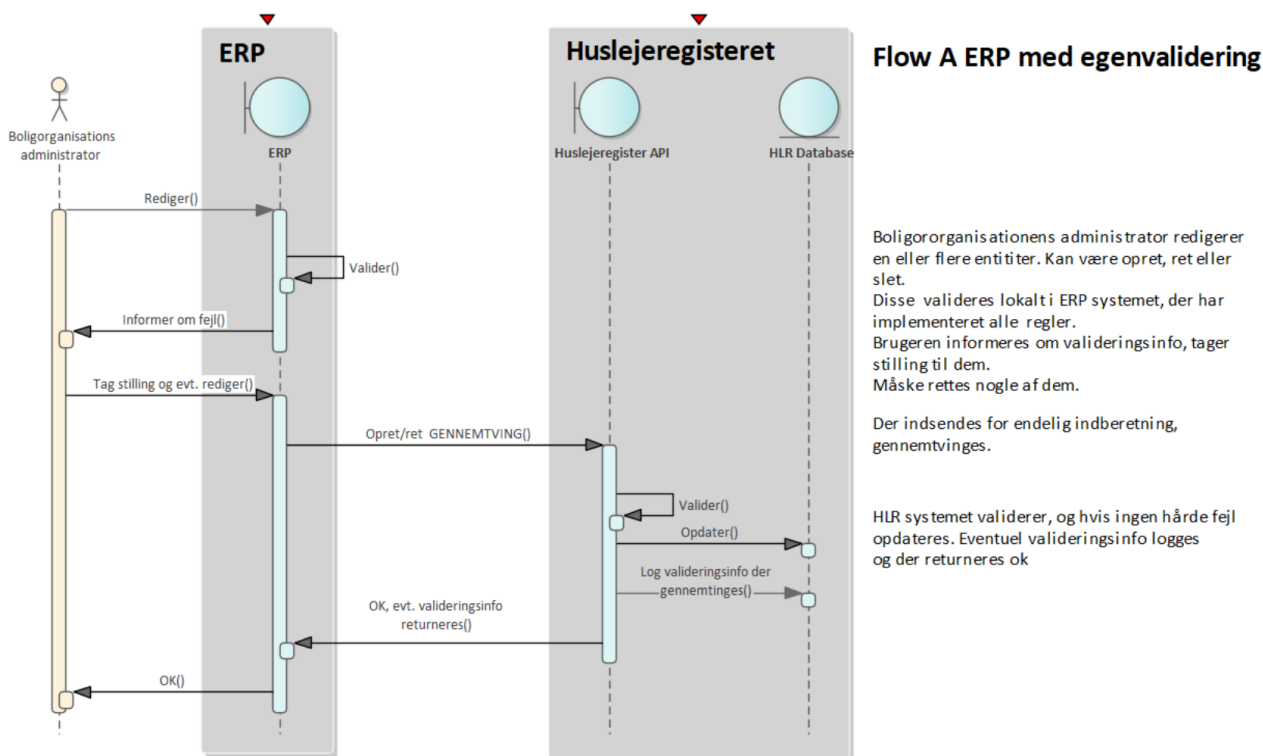 ERP
Huslejeregisteret
Flow A ERP med egenvalidering
Boligorganisations
administrator
ERP
Huslejeregister API
HLR Database
Rediger()
Valider()
Informer om fejl()
Tag stilling og evt. rediger()
Opret/ret GENNEMTVING()
Valider()
Opdater()
Log valideringsinfo der
gennemtinges()
OK, evt. valideringsinfo
returneres()
OK()
Boligororganisationens administrator redigerer
en eller flere entititer. Kan være opret, ret eller
slet.
Disse valideres lokalt i ERP systemet, der har
implementeret alle regler.
Brugeren informeres om valideringsinfo, tager
stilling til dem.
Måske rettes nogle af dem.
Der indsendes for endelig indberetning,
gennemtvinges.
HLR systemet validerer, og hvis ingen hårde fejl
opdateres. Eventuel valideringsinfo logges
og der returneres ok